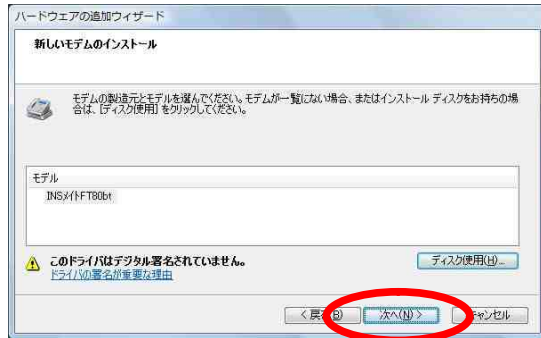 ハードウェアの追加ウィザード
新しいモデムのインストール
モデムの製造元とモデルを選んでください。モデムが一覧にない場合、またはインストール ディスクをお持ちの場
合は、[ディスク使用] をクリックしてください。
モデル
INSメイトFT80bt
このドライバはデジタル署名されていません。
ディスク使用(H)...
ドライバの署名が重要な理由
次へ(N) >